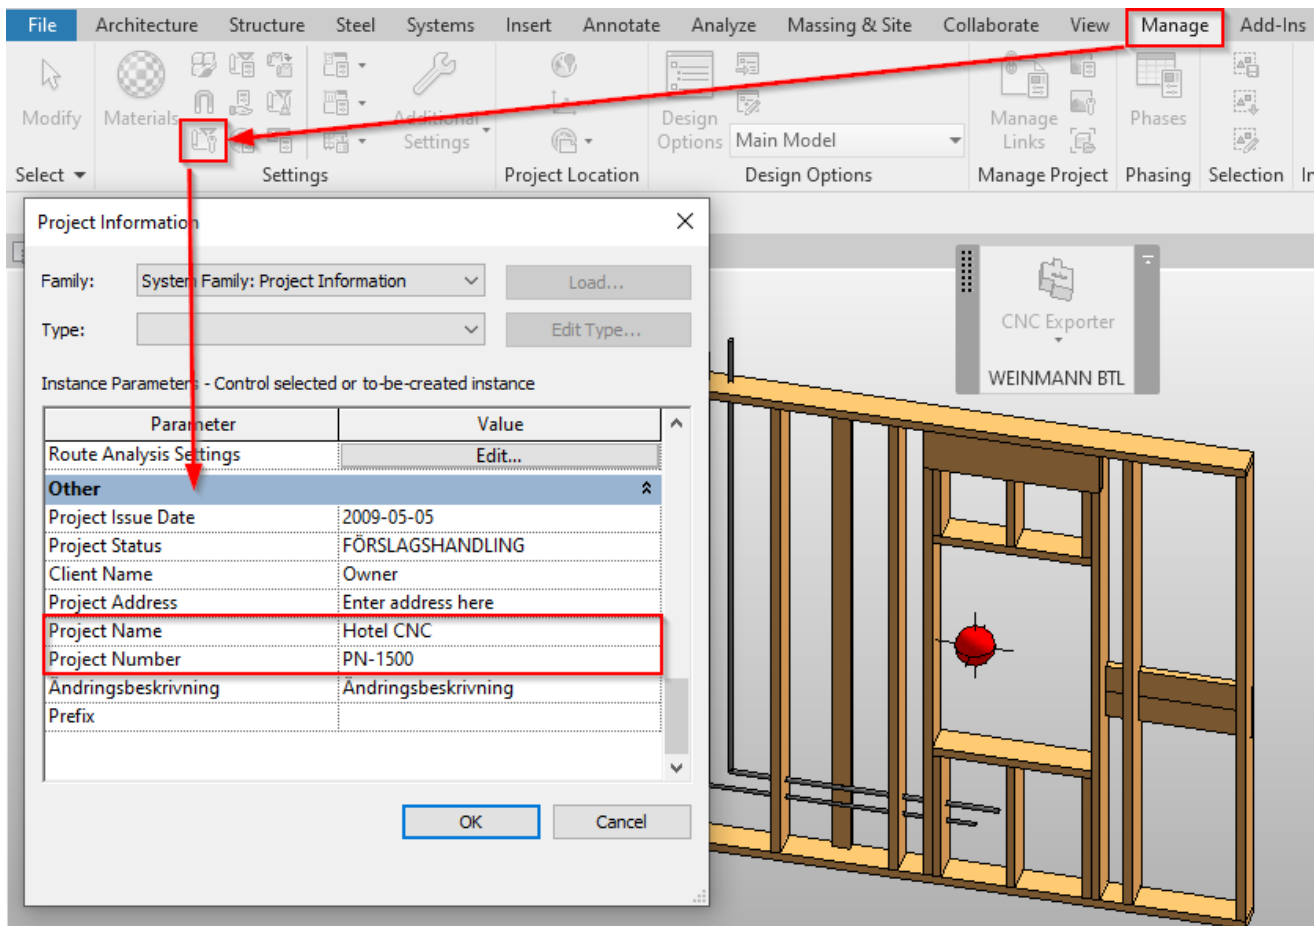 File Architecture Structure Steel Systems Insert Annotate Analyze Massing & Site Collaborate View Manage Add-Ins
Modify
Materials
Additional
Settings
Design
Options
Main Model
Manage
Links
Phases
Select
Settings
Project Location
Design Options
Manage Project
Phasing
Selection
Project Information
Family:
System Family: Project Information
Load...
Type:
Edit Type...
Instance Parameters - Control selected or to-be-created instance
Parameter Value
Route Analysis Settings Edit...
Other
Project Issue Date 2009-05-05
Project Status FÖRSLAGSHANDLING
Client Name Owner
Project Address Enter address here
Project Name Hotel CNC
Project Number PN-1500
Ändringsbeskrivning Ändringsbeskrivning
Prefix
OK
Cancel
CNC Exporter
WEINMANN BTL